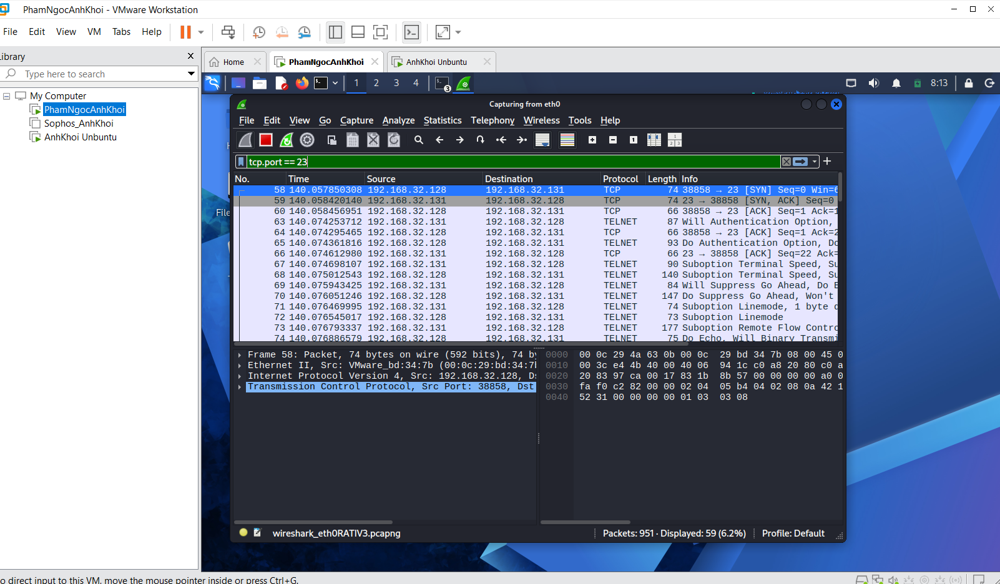 PhamNgocAnhKhoi - VMware Workstation
File Edit View VM Tabs Help
Library
Type here to search
My Computer
PhamNgocAnhKhoi
Sophos_AnhKhoi
AnhKhoi Unbuntu
Home PhamNgocAnhKhoi AnhKhoi Unbuntu
1 2 3 4 3 8:13
Capturing from eth0
File Edit View Go Capture Analyze Statistics Telephony Wireless Tools Help
tcp.port == 23
No. Time Source Destination Protocol Length Info
58 140.057850308 192.168.32.128 192.168.32.131 TCP 74 38858 → 23 [SYN] Seq=0 Win=6
59 140.058420140 192.168.32.131 192.168.32.128 TCP 74 23 → 38858 [SYN, ACK] Seq=0
60 140.058456951 192.168.32.128 192.168.32.131 TCP 66 38858 → 23 [ACK] Seq=1 Ack=1
63 140.074253712 192.168.32.131 192.168.32.128 TELNET 87 Will Authentication Option,
64 140.074295465 192.168.32.128 192.168.32.131 TCP 66 38858 → 23 [ACK] Seq=1 Ack=2
65 140.074361816 192.168.32.128 192.168.32.131 TELNET 93 Do Authentication Option, Do
66 140.074612980 192.168.32.131 192.168.32.128 TCP 66 23 → 38858 [ACK] Seq=22 Ack=
67 140.074698107 192.168.32.131 192.168.32.128 TELNET 90 Suboption Terminal Speed, Su
68 140.075012543 192.168.32.128 192.168.32.131 TELNET 140 Suboption Terminal Speed, Su
69 140.075943425 192.168.32.131 192.168.32.128 TELNET 84 Will Suppress Go Ahead, Do E
70 140.076051246 192.168.32.128 192.168.32.131 TELNET 147 Do Suppress Go Ahead, Won't
71 140.076469995 192.168.32.131 192.168.32.128 TELNET 74 Suboption Linemode, 1 byte d
72 140.076545017 192.168.32.128 192.168.32.131 TELNET 73 Suboption Linemode
73 140.076793337 192.168.32.131 192.168.32.128 TELNET 177 Suboption Remote Flow Contro
74 140.076886579 192.168.32.128 192.168.32.131 TELNET 75 Do Echo, Will Binary Transmi
File
Frame 58: Packet, 74 bytes on wire (592 bits), 74 by
Ethernet II, Src: VMware_bd:34:7b (00:0c:29:bd:34:7b
Internet Protocol Version 4, Src: 192.168.32.128, Ds
Transmission Control Protocol, Src Port: 38858, Dst
0000 00 0c 29 4a 63 0b 00 0c 29 bd 34 7b 08 00 45 0
0010 00 3c e4 4b 40 00 40 06 94 1c c0 a8 20 80 c0 a
0020 20 83 97 ca 00 17 83 1b 8b 57 00 00 00 00 a0 0
0030 fa f0 c2 82 00 00 02 04 05 b4 04 02 08 0a 42 1
0040 52 31 00 00 00 00 01 03 03 08
wireshark_eth0RATIV3.pcapng Packets: 951 · Displayed: 59 (6.2%) Profile: Default
o direct input to this VM, move the mouse pointer inside or press Ctrl+G.